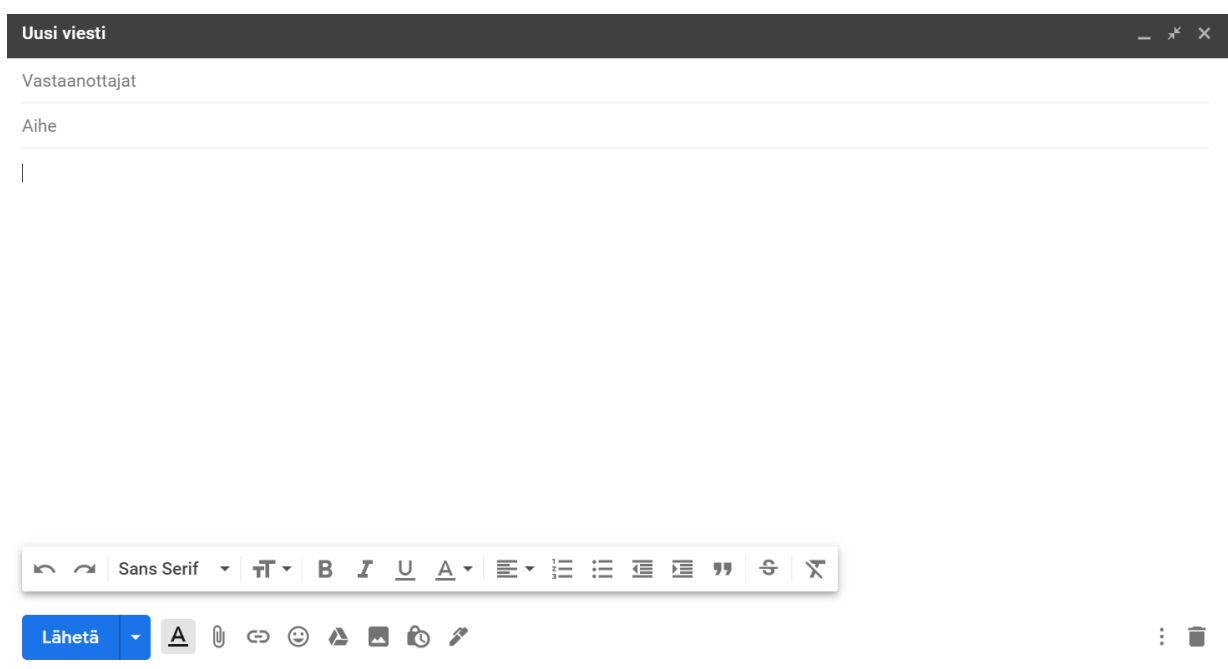 Uusi viesti
Vastaanottajat
Aihe
Sans Serif
Lähetä